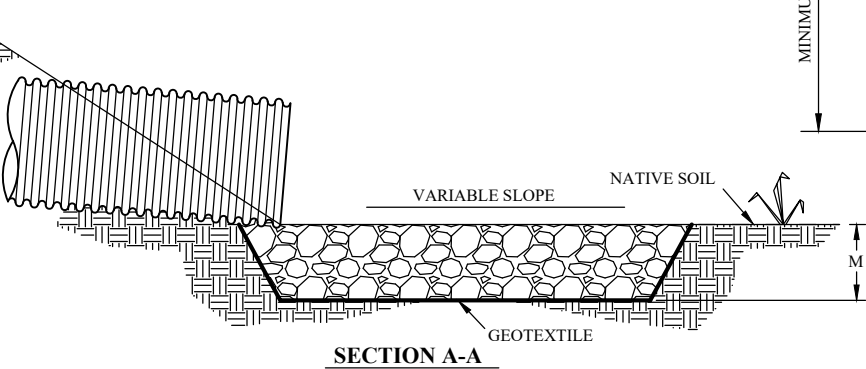 VARIABLE SLOPE
NATIVE SOIL
M
GEOTEXTILE
SECTION A-A